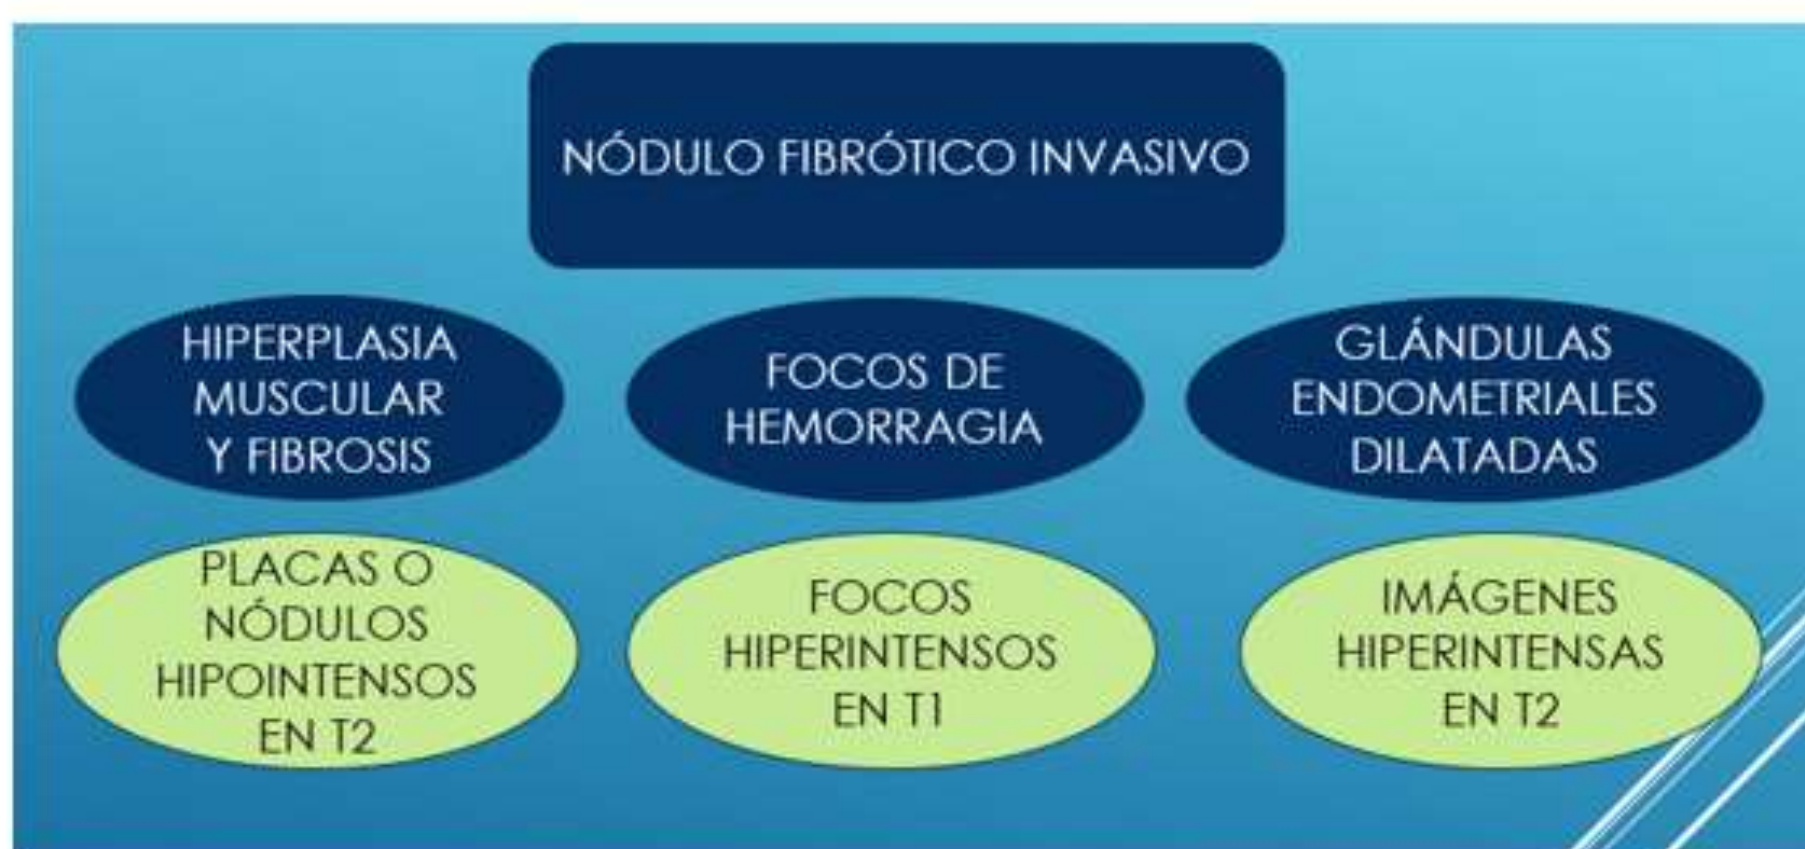 NÓDULO FIBRÓTICO INVASIVO
HIPERPLASIA
MUSCULAR
Y FIBROSIS
FOCOS DE
HEMORRAGIA
GLÁNDULAS
ENDOMETRIALES
DILATADAS
PLACAS O
NÓDULOS
HIPOINTENSOS
EN T2
FOCOS
HIPERINTENSOS
EN T1
IMÁGENES
HIPERINTENSAS
EN T2